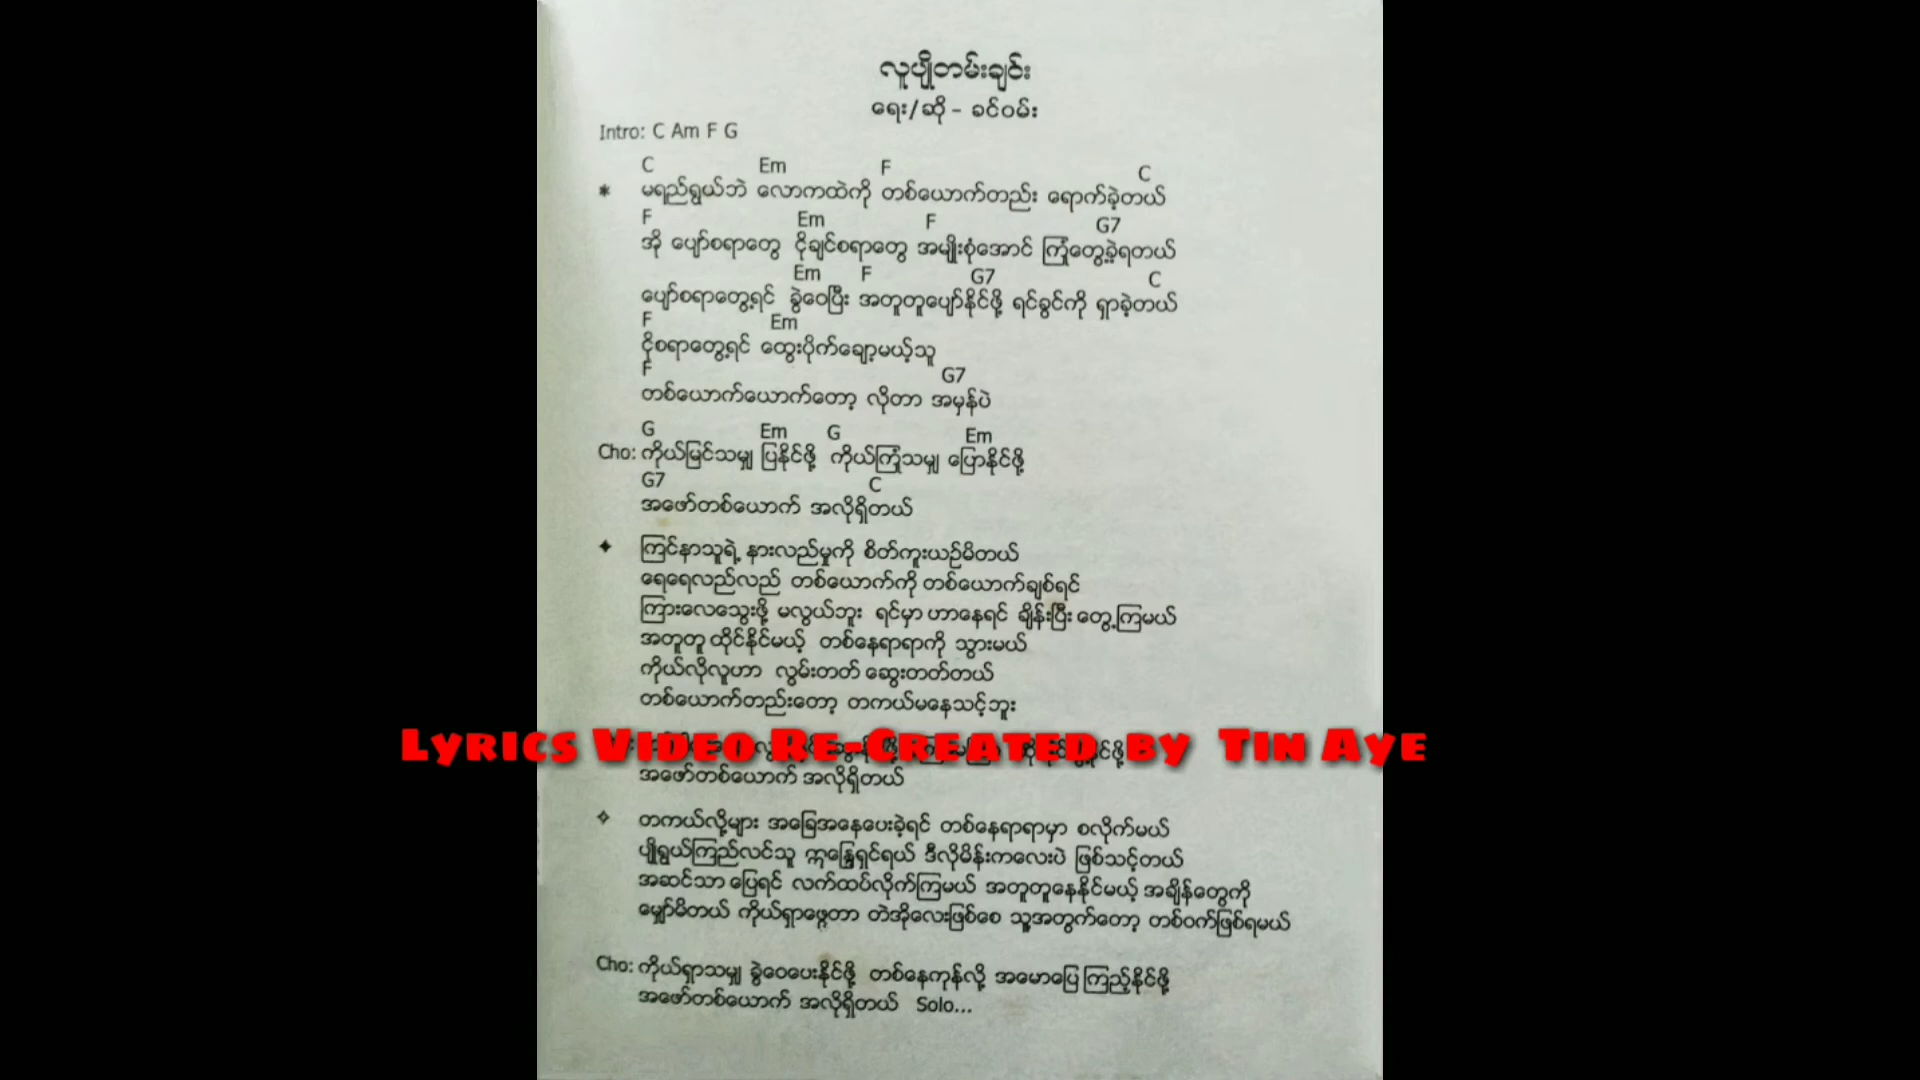 လူပျိုတမ်းချင်း
ရေး/ဆို - ခင်ဝမ်း
Intro: C Am F G
C Em F C
* မရည်ရွယ်ဘဲ လောကထဲကို တစ်ယောက်တည်း ရောက်ခဲ့တယ်
F Em F G7
အို ပျော်စရာတွေ ငိုချင်စရာတွေ အမျိုးစုံအောင် ကြုံတွေ့ခဲ့ရတယ်
Em F G7 C
ပျော်စရာတွေ့ရင် ခွဲဝေပြီး အတူတူပျော်နိုင်ဖို့ ရင်ခွင်ကို ရှာခဲ့တယ်
F Em
ငိုစရာတွေ့ရင် ထွေးပိုက်ချော့မယ့်သူ
F G7
တစ်ယောက်ယောက်တော့ လိုတာ အမှန်ပဲ
G Em G Em
Cho: ကိုယ်မြင်သမျှ ပြနိုင်ဖို့ ကိုယ်ကြုံသမျှ ပြောနိုင်ဖို့
G7 C
အဖော်တစ်ယောက် အလိုရှိတယ်
✦ ကြင်နာသူရဲ့ နားလည်မှုကို စိတ်ကူးယဉ်မိတယ်
ရေရေလည်လည် တစ်ယောက်ကို တစ်ယောက်ချစ်ရင်
ကြားလေသွေးဖို့ မလွယ်ဘူး ရင်မှာ ဟာနေရင် ချိန်းပြီး တွေ့ကြမယ်
အတူတူ ထိုင်နိုင်မယ့် တစ်နေရာရာကို သွားမယ်
ကိုယ်လိုလူဟာ လွမ်းတတ် ဆွေးတတ်တယ်
တစ်ယောက်တည်းတော့ တကယ်မနေသင့်ဘူး
Lyrics Video Re-Created by Tin Aye
အဖော်တစ်ယောက် အလိုရှိတယ်
✧ တကယ်လို့များ အခြေအနေပေးခဲ့ရင် တစ်နေရာရာမှာ စလိုက်မယ်
ပျိုရွယ်ကြည်လင်သူ ဣန္ဒြေရှင်ရယ် ဒီလိုမိန်းကလေးပဲ ဖြစ်သင့်တယ်
အဆင်သာ ပြေရင် လက်ထပ်လိုက်ကြမယ် အတူတူနေနိုင်မယ့် အချိန်တွေကို
မျှော်မိတယ် ကိုယ်ရှာဖွေတာ တဲအိုလေးဖြစ်စေ သူ့အတွက်တော့ တစ်ဝက်ဖြစ်ရမယ်
Cho: ကိုယ်ရှာသမျှ ခွဲဝေပေးနိုင်ဖို့ တစ်နေကုန်လို့ အမောပြေ ကြည့်နိုင်ဖို့
အဖော်တစ်ယောက် အလိုရှိတယ် Solo...